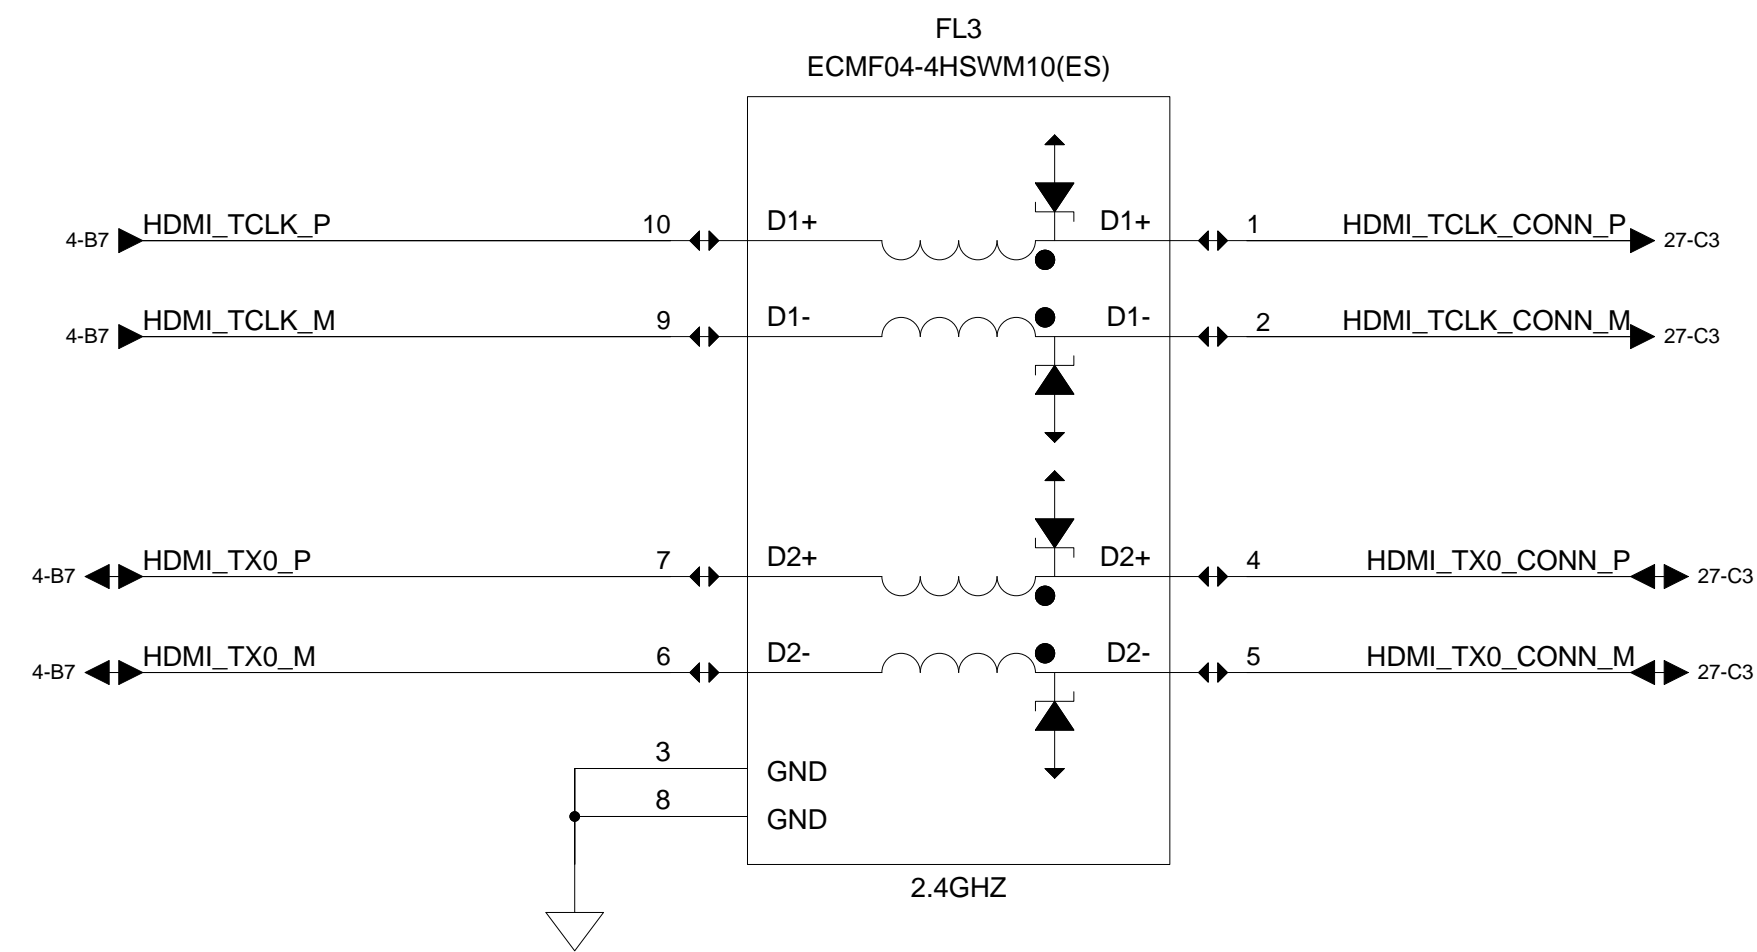 FL3
ECMF04-4HSWM10(ES)
4-B7 HDMI_TCLK_P 10 D1+ D1+ 1 HDMI_TCLK_CONN_P 27-C3
4-B7 HDMI_TCLK_M 9 D1- D1- 2 HDMI_TCLK_CONN_M 27-C3
4-B7 HDMI_TX0_P 7 D2+ D2+ 4 HDMI_TX0_CONN_P 27-C3
4-B7 HDMI_TX0_M 6 D2- D2- 5 HDMI_TX0_CONN_M 27-C3
3 GND
8 GND
2.4GHZ